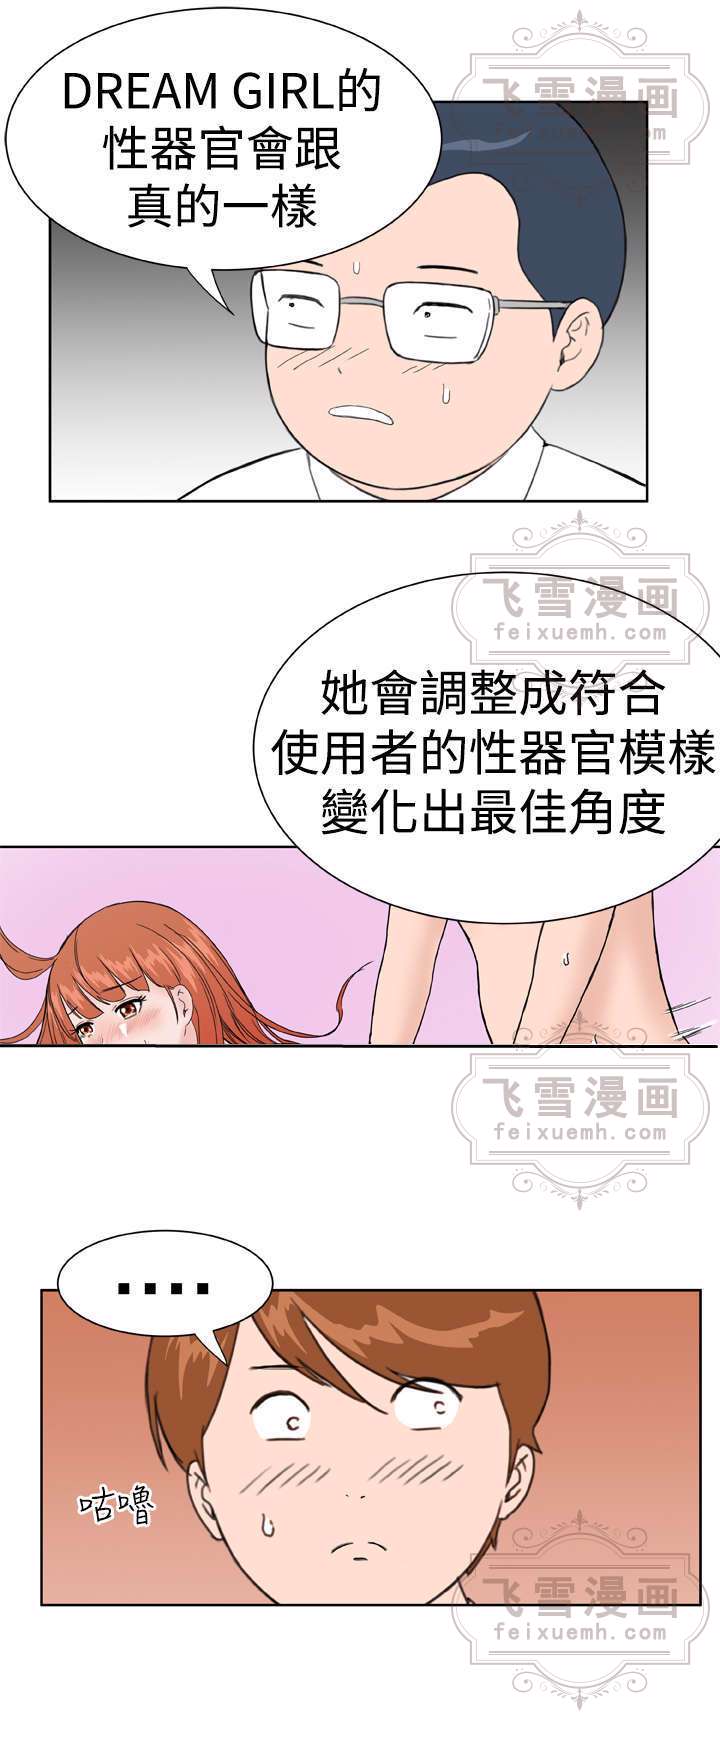 飞雪漫画
feixuemh.com
DREAM GIRL的
性器官會跟
真的一樣
飞雪漫画
feixuemh.com
她會調整成符合
使用者的性器官模樣
變化出最佳角度
飞雪漫画
feixuemh.com
....
咕嚕
飞雪漫画
feixuemh.com